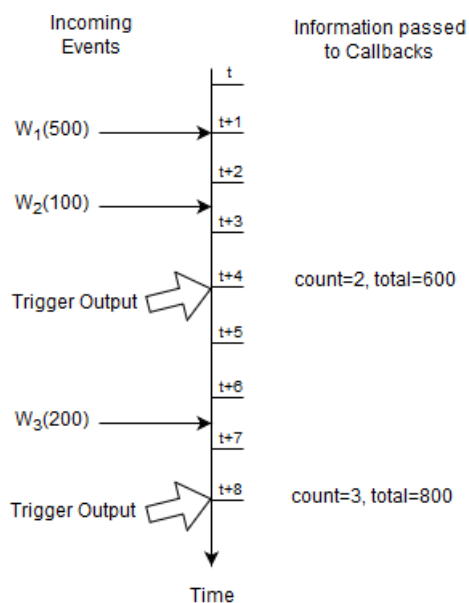 Incoming
Events
Information passed
to Callbacks
t
W₁(500)
t+1
t+2
W₂(100)
t+3
t+4
count=2, total=600
Trigger Output
t+5
t+6
W₃(200)
t+7
t+8
count=3, total=800
Trigger Output
Time